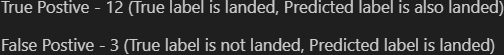 True Postive - 12 (True label is landed, Predicted label is also landed)
False Postive - 3 (True label is not landed, Predicted label is landed)